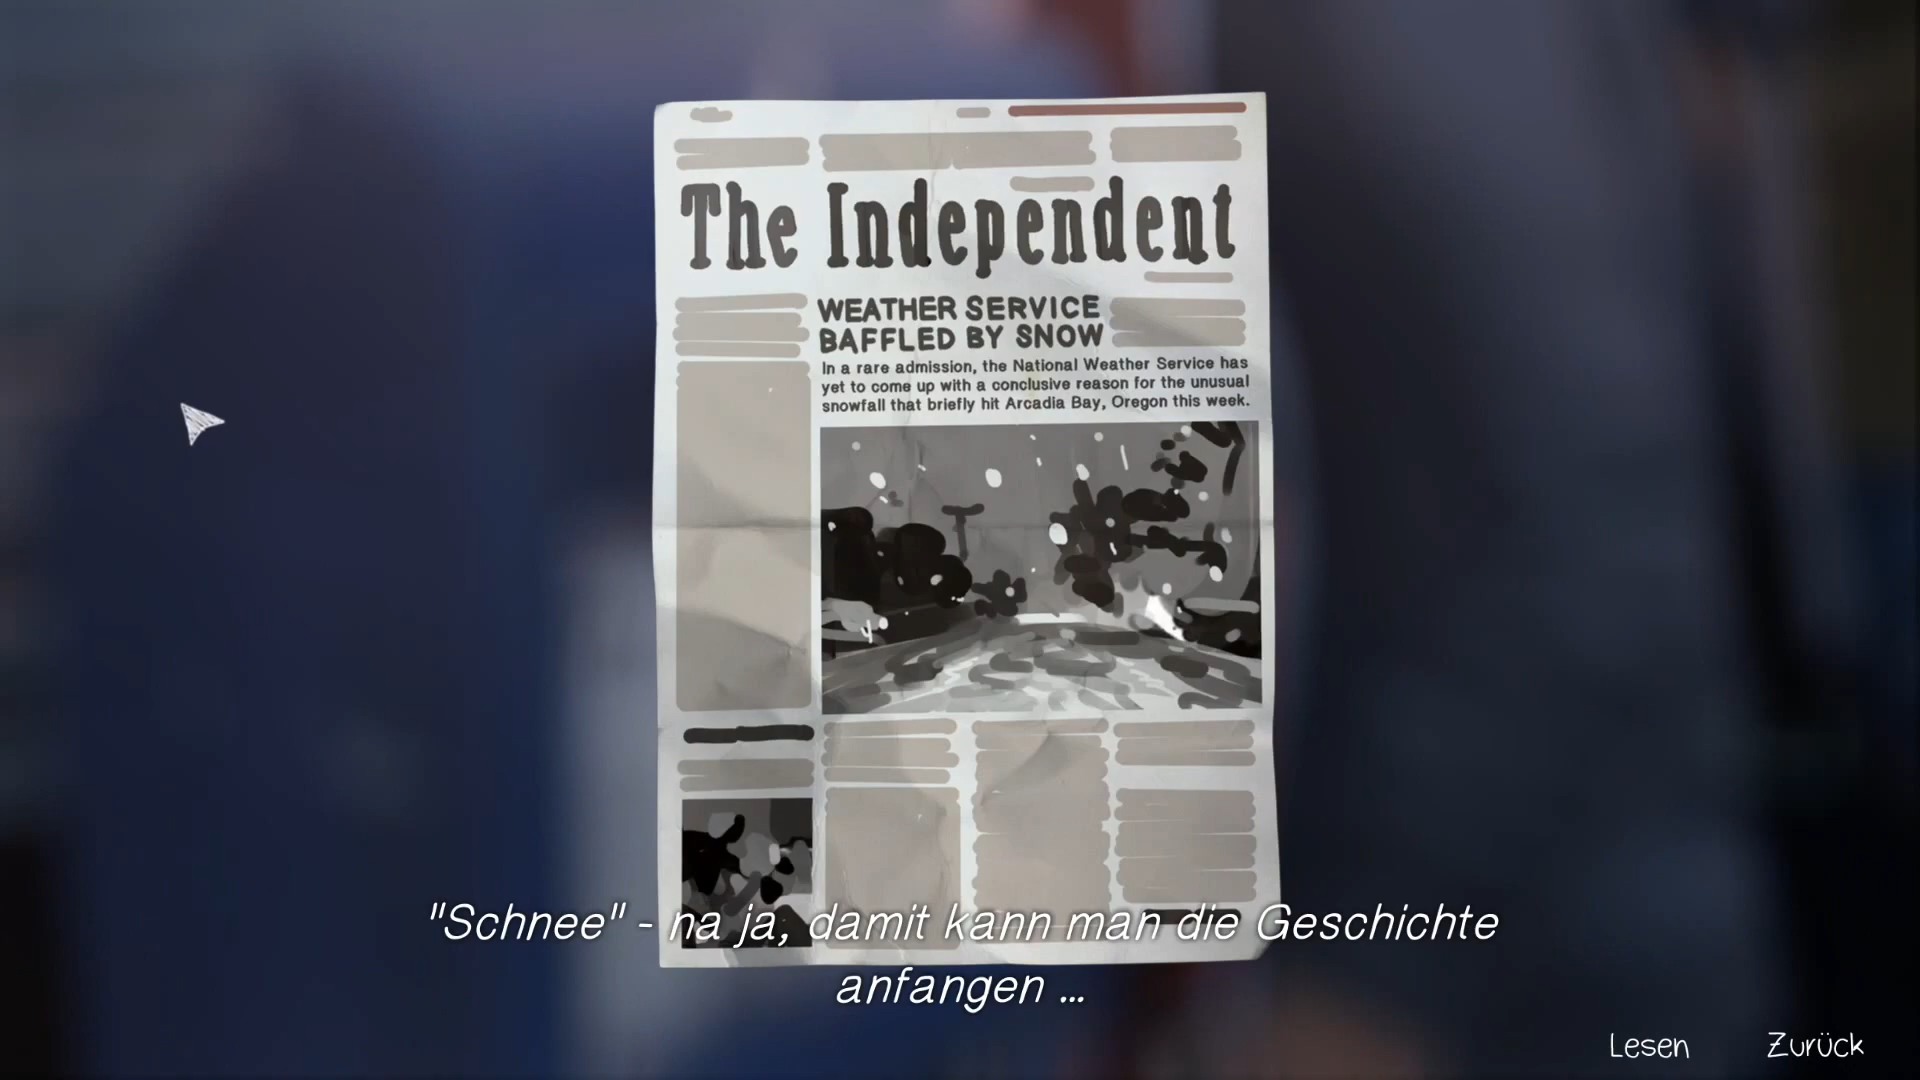 The Independent
WEATHER SERVICE
BAFFLED BY SNOW
In a rare admission, the National Weather Service has
yet to come up with a conclusive reason for the unusual
snowfall that briefly hit Arcadia Bay, Oregon this week.
"Schnee" - na ja, damit kann man die Geschichte
anfangen ...
Lesen
Zurück